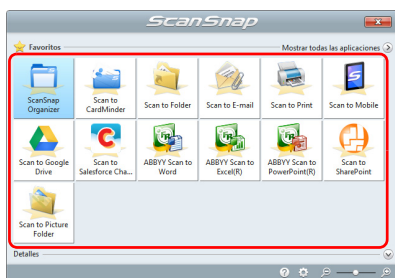 ScanSnap
Favoritos
Mostrar todas las aplicaciones
ScanSnap Organizer
Scan to CardMinder
Scan to Folder
Scan to E-mail
Scan to Print
Scan to Mobile
Scan to Google Drive
Scan to Salesforce Cha...
ABBYY Scan to Word
ABBYY Scan to Excel(R)
ABBYY Scan to PowerPoint(R)
Scan to SharePoint
Scan to Picture Folder
Detalles